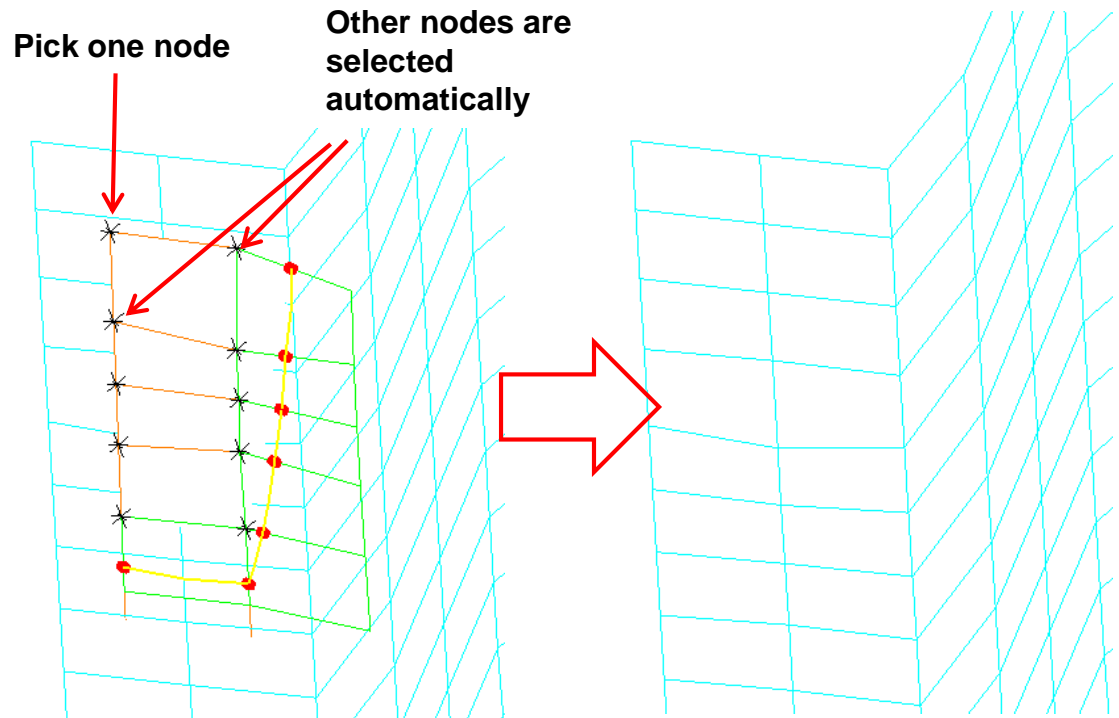 Pick one node
Other nodes are
selected
automatically